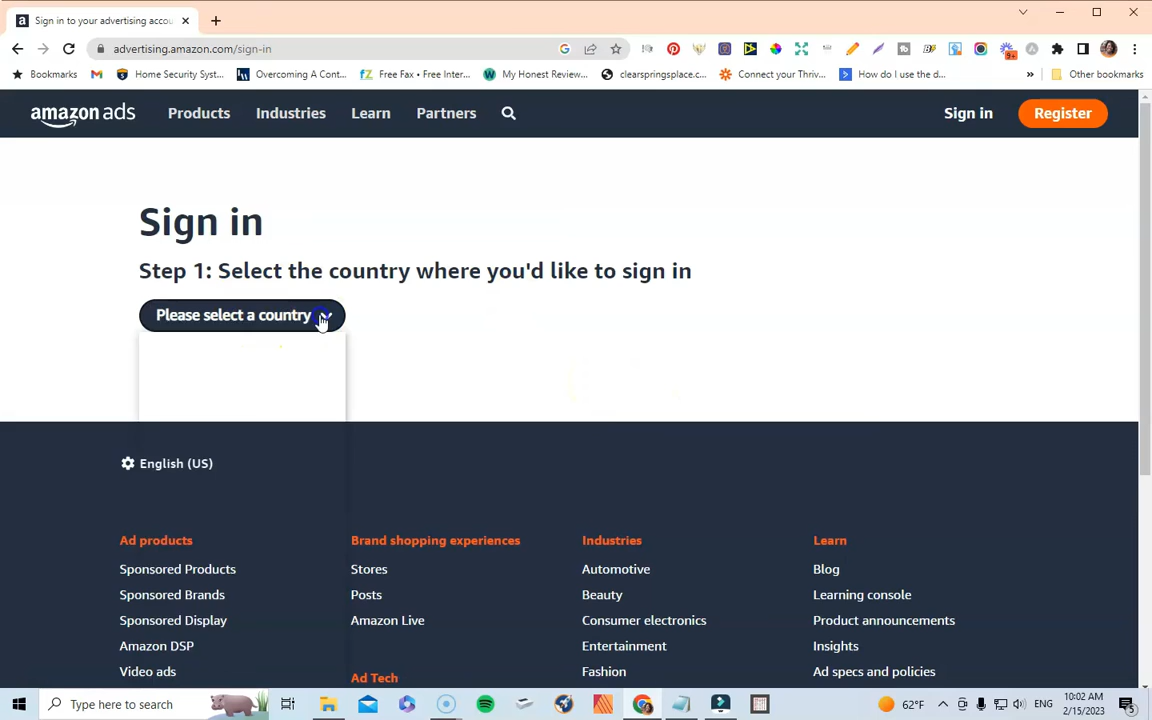 Sign in to your advertising accou
advertising.amazon.com/sign-in
Bookmarks
Home Security Syst...
Overcoming A Cont...
Free Fax • Free Inter...
My Honest Review...
clearspringsplace.c...
Connect your Thriv...
How do I use the d...
»
Other bookmarks
amazon ads
Products
Industries
Learn
Partners
Sign in
Register
Sign in
Step 1: Select the country where you'd like to sign in
Please select a country
English (US)
Ad products
Brand shopping experiences
Industries
Learn
Sponsored Products
Stores
Automotive
Blog
Sponsored Brands
Posts
Beauty
Learning console
Sponsored Display
Amazon Live
Consumer electronics
Product announcements
Amazon DSP
Entertainment
Insights
Video ads
Ad Tech
Fashion
Ad specs and policies
Type here to search
62°F
ENG
10:02 AM
2/15/2023
5